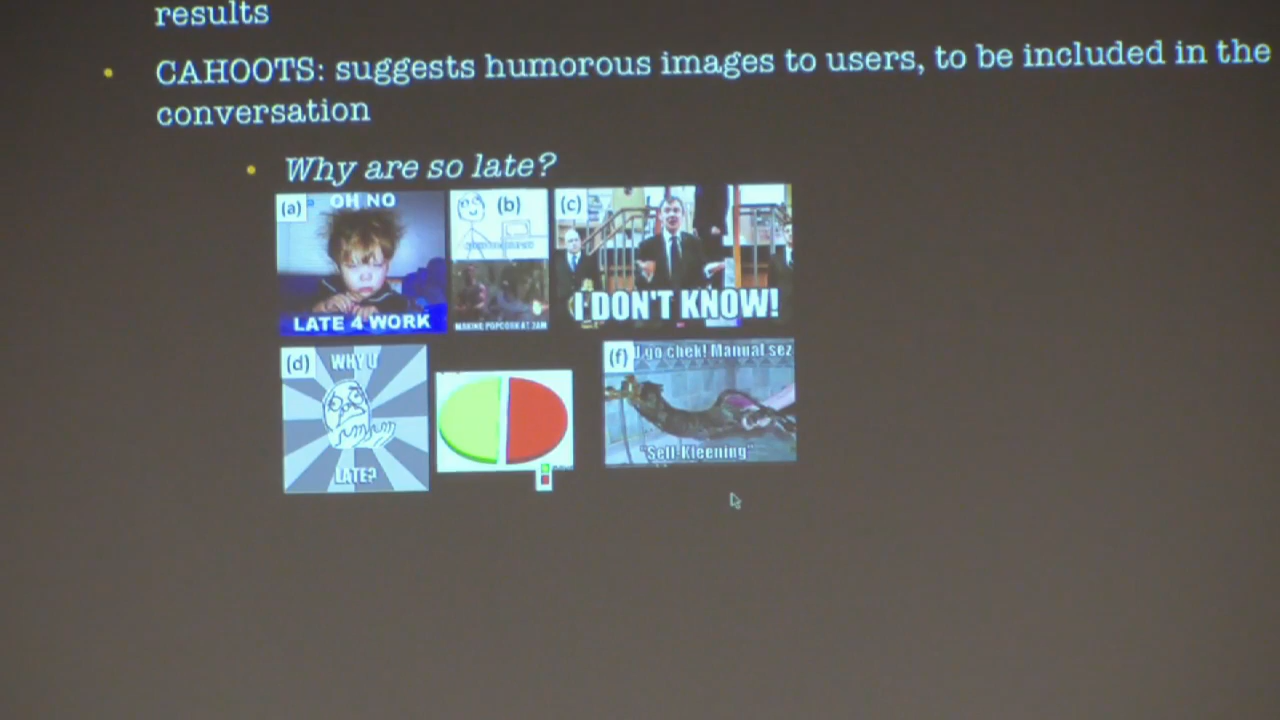 results
• CAHOOTS: suggests humorous images to users, to be included in the
conversation
• Why are so late?
(a) OH NO
LATE 4 WORK
(b)
MAKING POPCORN AT 2AM
(c)
I DON'T KNOW!
(d) WHY U
LATE?
(f) I go chek! Manual sez
"Self-Kleening"